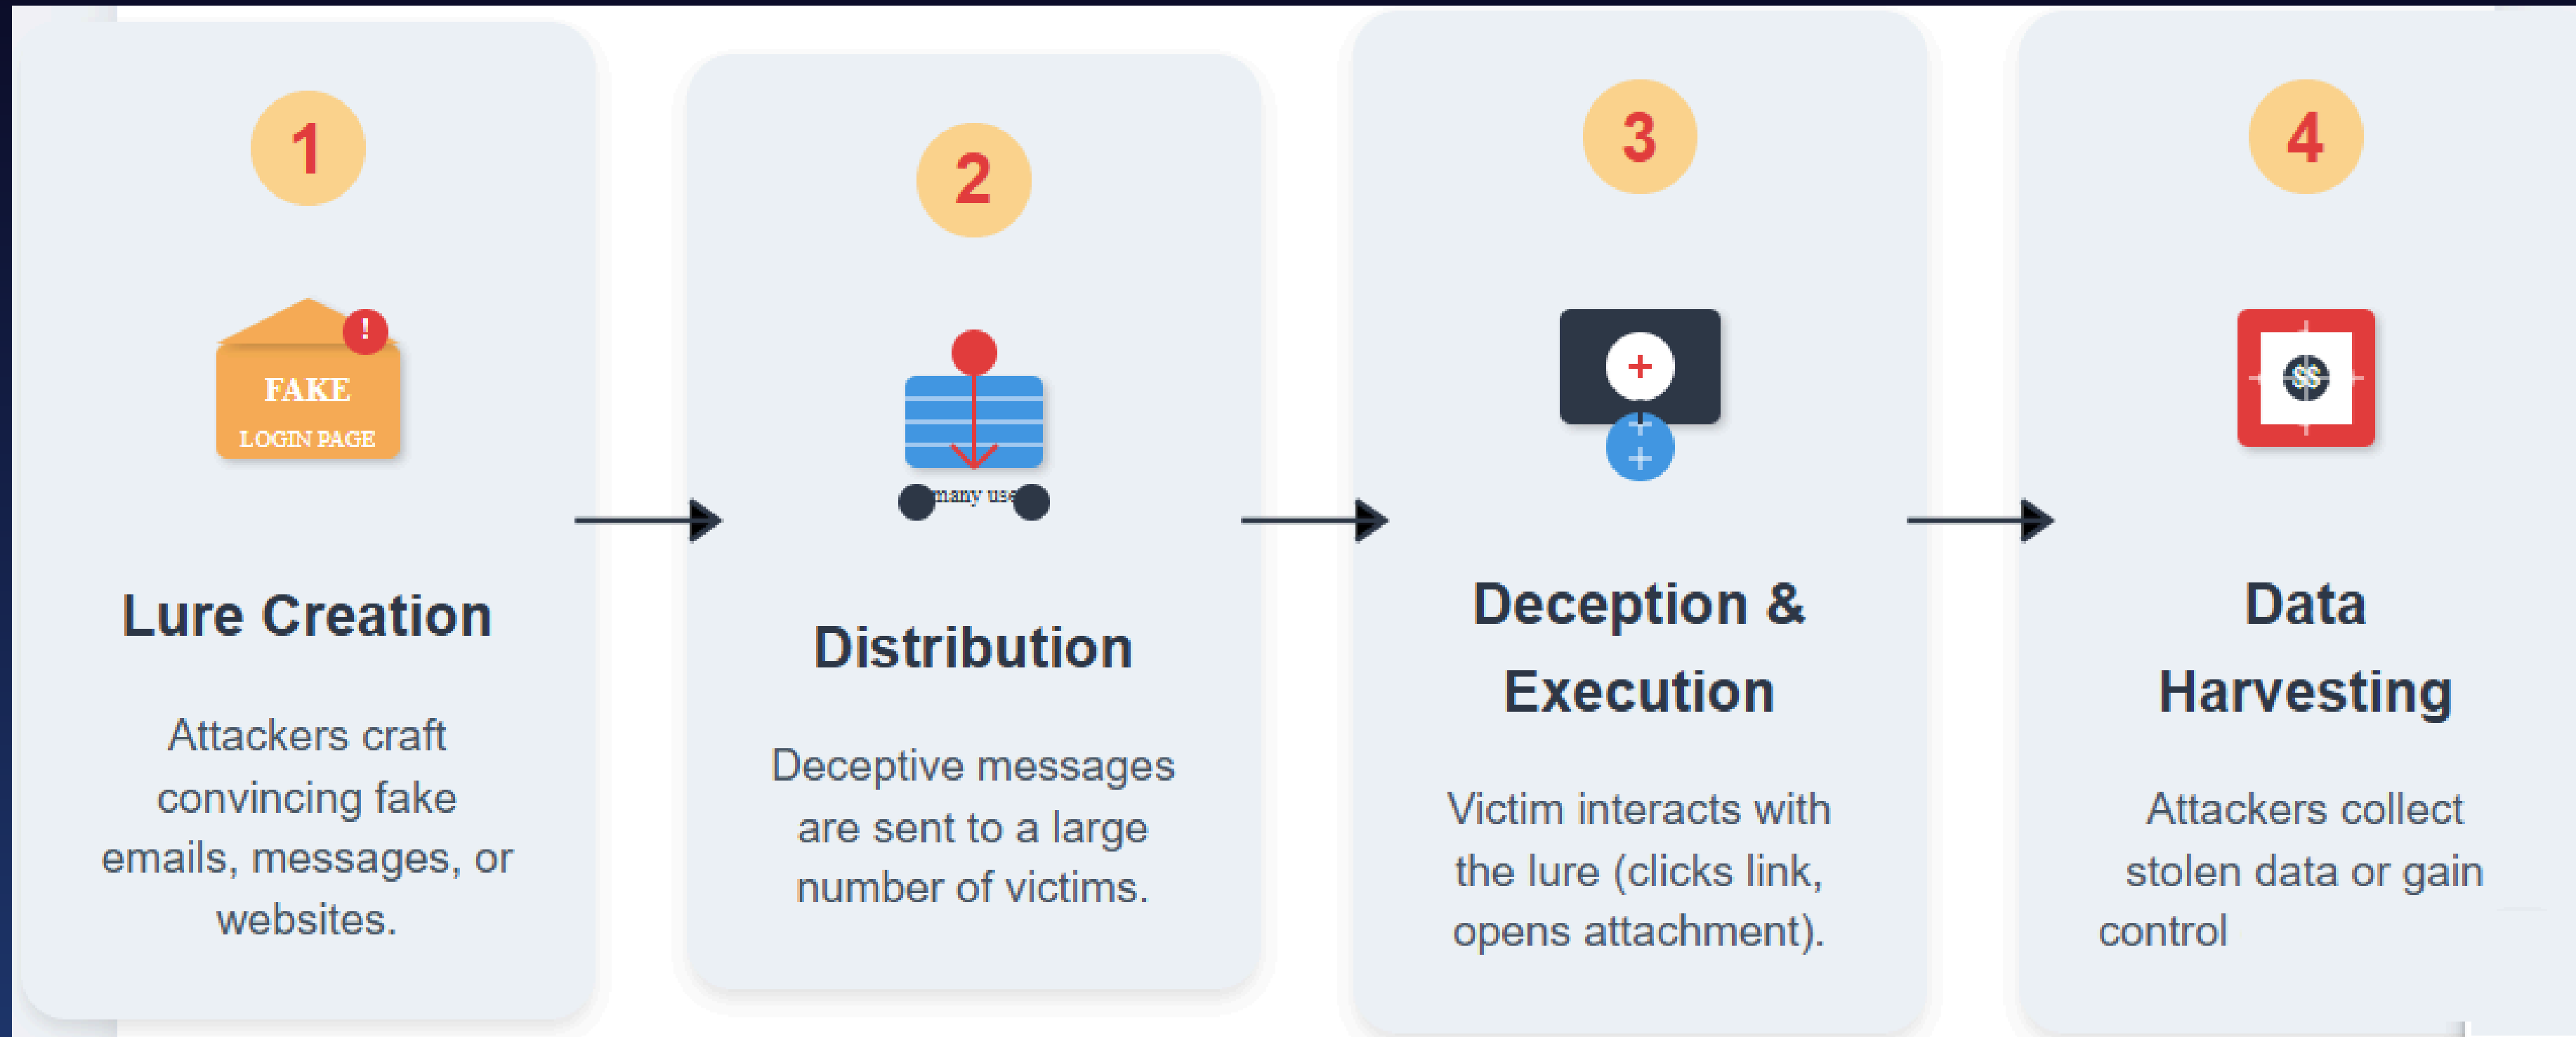 1
FAKE
LOGIN PAGE
!
Lure Creation
Attackers craft
convincing fake
emails, messages, or
websites.
2
many use
Distribution
Deceptive messages
are sent to a large
number of victims.
3
Deception &
Execution
Victim interacts with
the lure (clicks link,
opens attachment).
4
$$
Data
Harvesting
Attackers collect
stolen data or gain
control